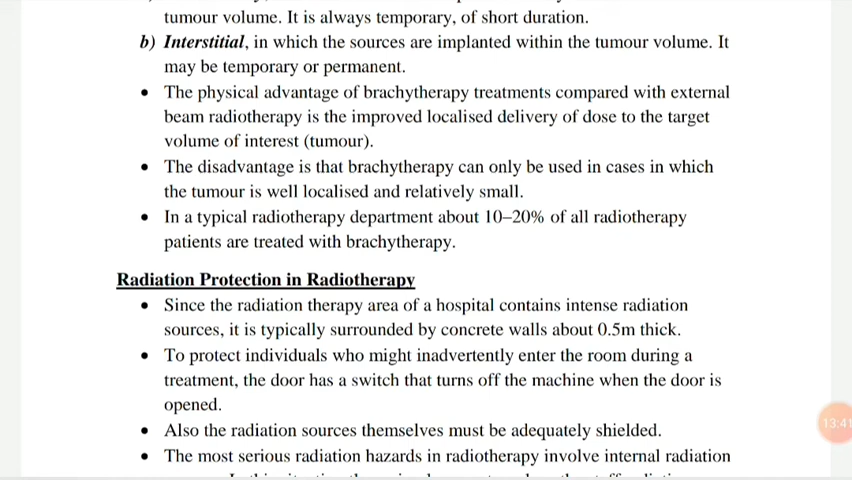 tumour volume. It is always temporary, of short duration.
b) Interstitial, in which the sources are implanted within the tumour volume. It
may be temporary or permanent.
• The physical advantage of brachytherapy treatments compared with external
beam radiotherapy is the improved localised delivery of dose to the target
volume of interest (tumour).
• The disadvantage is that brachytherapy can only be used in cases in which
the tumour is well localised and relatively small.
• In a typical radiotherapy department about 10–20% of all radiotherapy
patients are treated with brachytherapy.
Radiation Protection in Radiotherapy
• Since the radiation therapy area of a hospital contains intense radiation
sources, it is typically surrounded by concrete walls about 0.5m thick.
• To protect individuals who might inadvertently enter the room during a
treatment, the door has a switch that turns off the machine when the door is
opened.
• Also the radiation sources themselves must be adequately shielded.
• The most serious radiation hazards in radiotherapy involve internal radiation
13:41